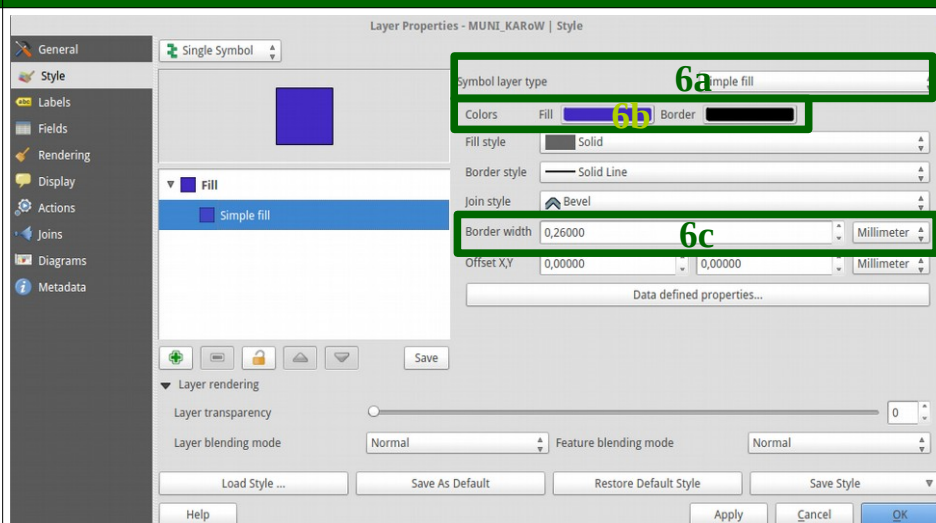 Layer Properties - MUNI_KARoW | Style
General
Style
Labels
Fields
Rendering
Display
Actions
Joins
Diagrams
Metadata
Single Symbol
Fill
Simple fill
Save
Symbol layer type 6a simple fill
Colors Fill 6b Border
Fill style Solid
Border style Solid Line
Join style Bevel
Border width 0,26000 6c Millimeter
Offset X,Y 0,00000 0,00000 Millimeter
Data defined properties...
Layer rendering
Layer transparency 0
Layer blending mode Normal Feature blending mode Normal
Load Style ... Save As Default Restore Default Style Save Style
Help Apply Cancel OK